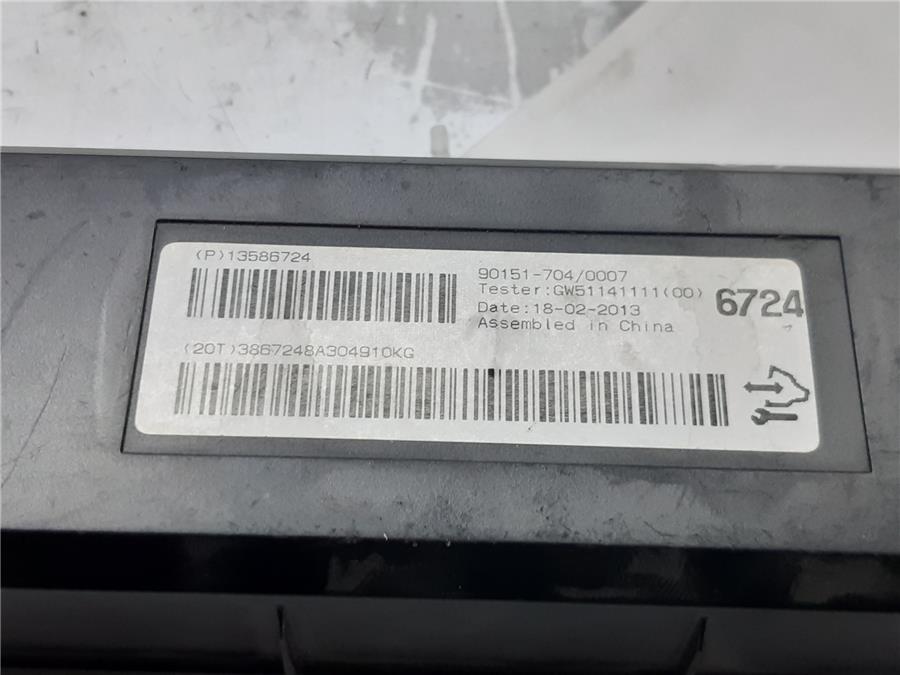 (P)13586724
90151-704/0007
Tester:GW51141111(00)
Date:18-02-2013
Assembled in China
6724
(20T)3867248A304910KG